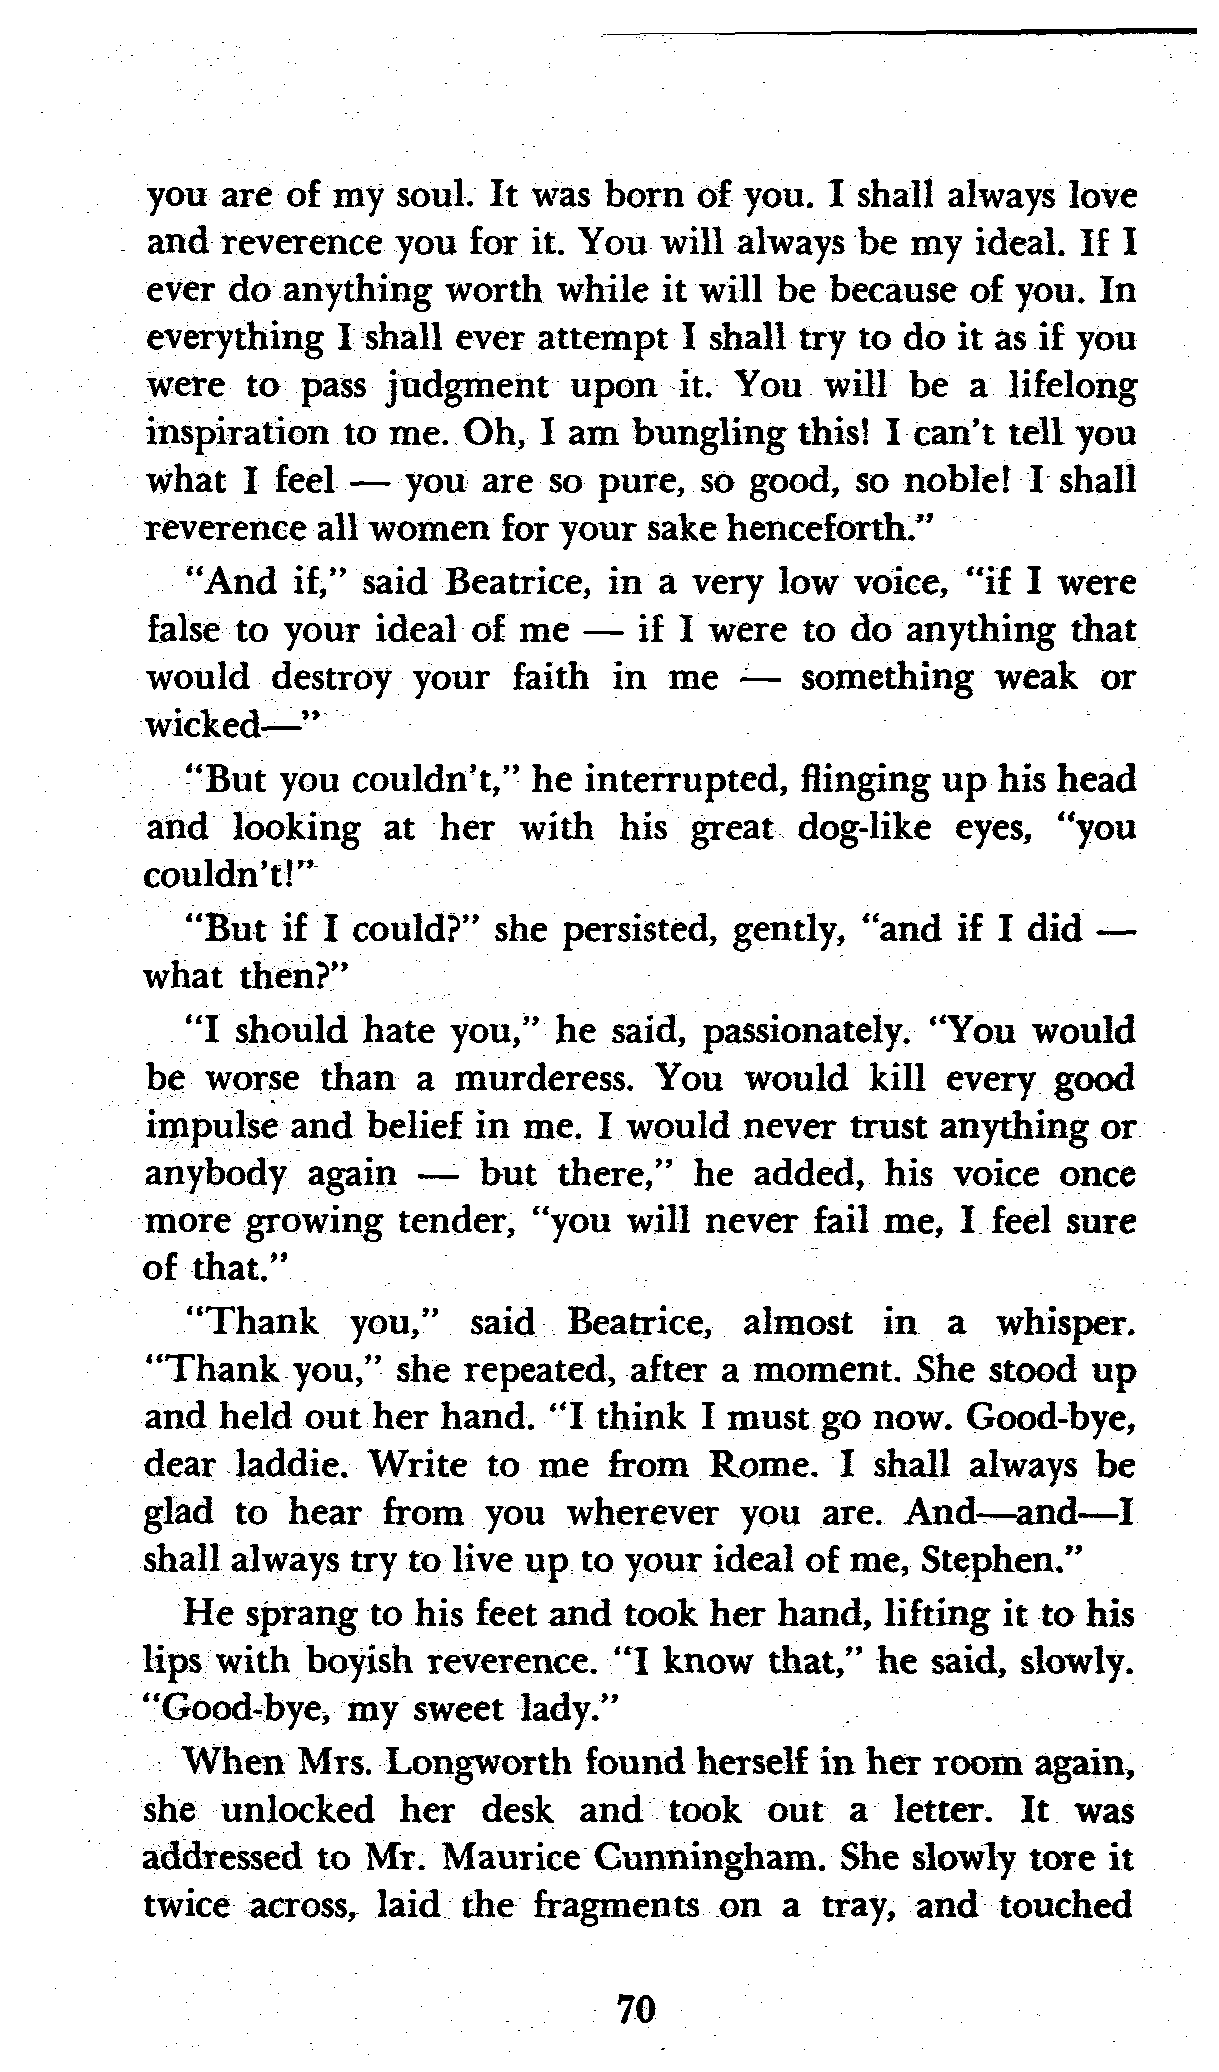 you are of my soul. It was born of you. I shall always love
and reverence you for it. You will always be my ideal. If I
ever do anything worth while it will be because of you. In
everything I shall ever attempt I shall try to do it as if you
were to pass judgment upon it. You will be a lifelong
inspiration to me. Oh, I am bungling this! I can't tell you
what I feel — you are so pure, so good, so noble! I shall
reverence all women for your sake henceforth."
"And if," said Beatrice, in a very low voice, "if I were
false to your ideal of me — if I were to do anything that
would destroy your faith in me — something weak or
wicked—"
"But you couldn't," he interrupted, flinging up his head
and looking at her with his great dog-like eyes, "you
couldn't!"
"But if I could?" she persisted, gently, "and if I did —
what then?"
"I should hate you," he said, passionately. "You would
be worse than a murderess. You would kill every good
impulse and belief in me. I would never trust anything or
anybody again — but there," he added, his voice once
more growing tender, "you will never fail me, I feel sure
of that."
"Thank you," said Beatrice, almost in a whisper.
"Thank you," she repeated, after a moment. She stood up
and held out her hand. "I think I must go now. Good-bye,
dear laddie. Write to me from Rome. I shall always be
glad to hear from you wherever you are. And—and—I
shall always try to live up to your ideal of me, Stephen."
He sprang to his feet and took her hand, lifting it to his
lips with boyish reverence. "I know that," he said, slowly.
"Good-bye, my sweet lady."
When Mrs. Longworth found herself in her room again,
she unlocked her desk and took out a letter. It was
addressed to Mr. Maurice Cunningham. She slowly tore it
twice across, laid the fragments on a tray, and touched
70